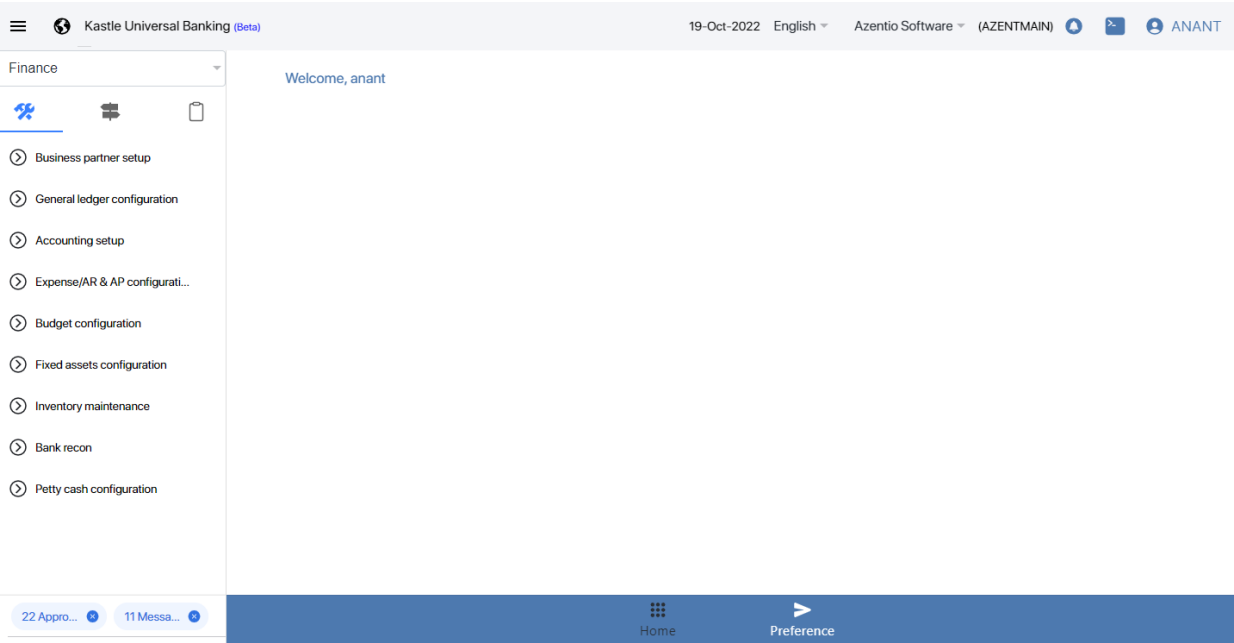 Kastle Universal Banking (Beta)
19-Oct-2022 English Azentio Software (AZENTMAIN) ANANT
Finance
Welcome, anant
Business partner setup
General ledger configuration
Accounting setup
Expense/AR & AP configurati...
Budget configuration
Fixed assets configuration
Inventory maintenance
Bank recon
Petty cash configuration
22 Appro... 11 Messa...
Home Preference